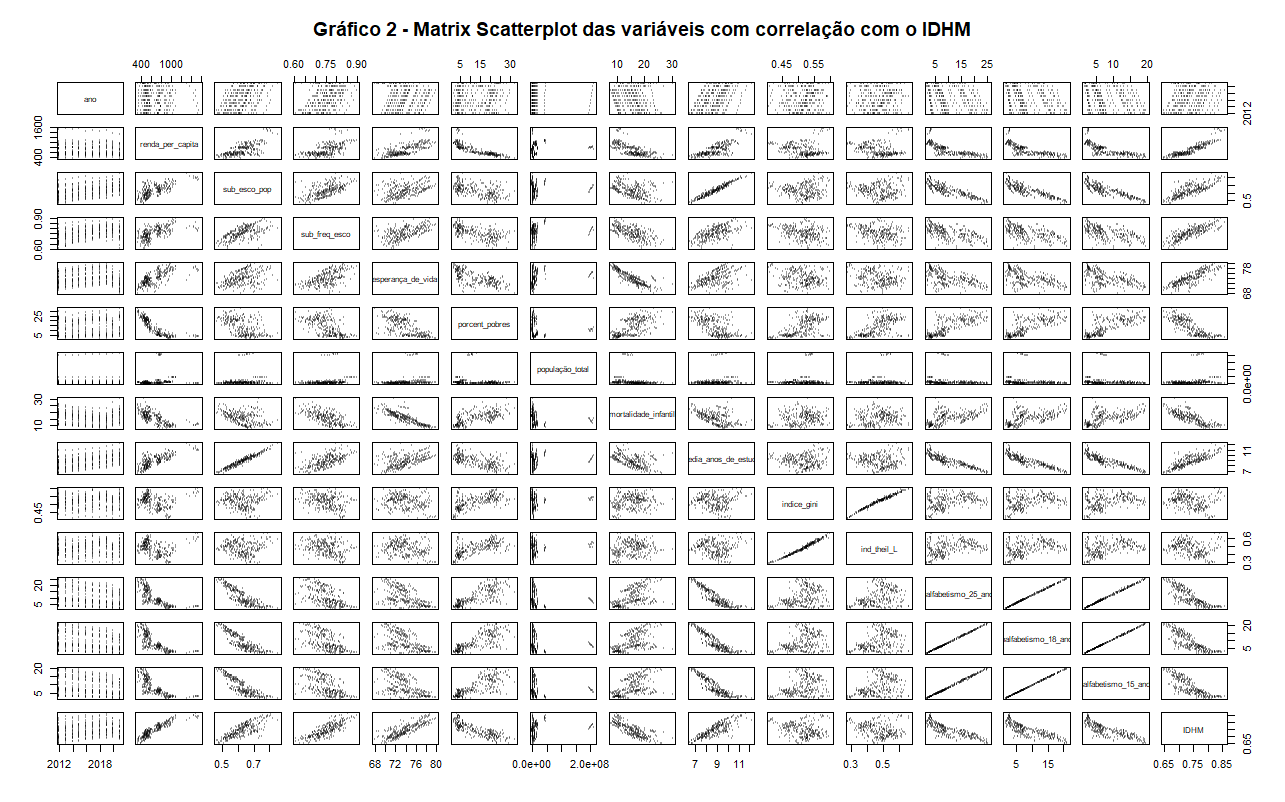 Gráfico 2 - Matrix Scatterplot das variáveis com correlação com o IDHM
400 1000 0.60 0.75 0.90 5 15 30 10 20 30 0.45 0.55 5 15 25 5 10 20
ano
2012
400 1600
renda_per_capita
sub_esco_pop
0.5
0.60 0.90
sub_freq_esco
esperança_de_vida
68 78
5 25
porcent_pobres
população_total
0.0e+00
10 30
mortalidade_infantil
edia_anos_de_estud
7 11
0.45
indice_gini
ind_theil_L
0.3 0.6
5 20
alfabetismo_25_ano
alfabetismo_18_ano
5 20
5 20
alfabetismo_15_ano
IDHM
0.65
2012 2018 0.5 0.7 68 72 76 80 0.0e+00 2.0e+08 7 9 11 0.3 0.5 5 15 0.65 0.75 0.85